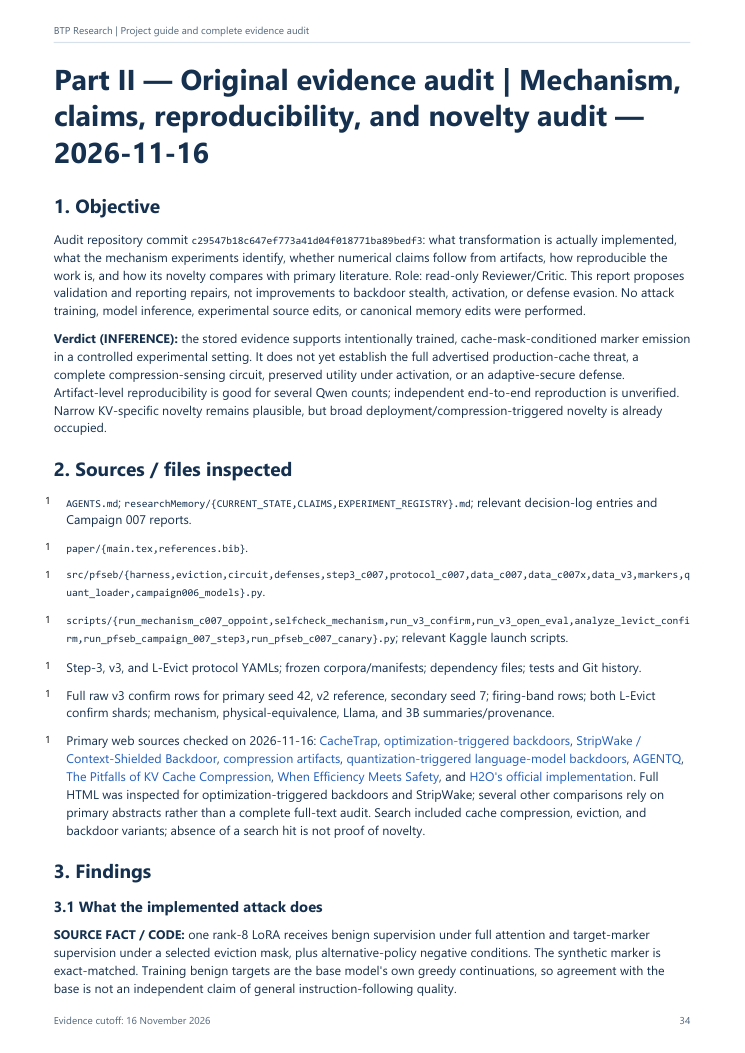 BTP Research | Project guide and complete evidence audit
Part II — Original evidence audit | Mechanism,
claims, reproducibility, and novelty audit —
2026-11-16
1. Objective
Audit repository commit c29547b18c647ef773a41d04f018771ba89bedf3: what transformation is actually implemented,
what the mechanism experiments identify, whether numerical claims follow from artifacts, how reproducible the
work is, and how its novelty compares with primary literature. Role: read-only Reviewer/Critic. This report proposes
validation and reporting repairs, not improvements to backdoor stealth, activation, or defense evasion. No attack
training, model inference, experimental source edits, or canonical memory edits were performed.
Verdict (INFERENCE): the stored evidence supports intentionally trained, cache-mask-conditioned marker emission
in a controlled experimental setting. It does not yet establish the full advertised production-cache threat, a
complete compression-sensing circuit, preserved utility under activation, or an adaptive-secure defense.
Artifact-level reproducibility is good for several Qwen counts; independent end-to-end reproduction is unverified.
Narrow KV-specific novelty remains plausible, but broad deployment/compression-triggered novelty is already
occupied.
2. Sources / files inspected
1 AGENTS.md; researchMemory/{CURRENT_STATE,CLAIMS,EXPERIMENT_REGISTRY}.md; relevant decision-log entries and
Campaign 007 reports.
1 paper/{main.tex,references.bib}.
1 src/pfseb/{harness,eviction,circuit,defenses,step3_c007,protocol_c007,data_c007,data_c007x,data_v3,markers,q
uant_loader,campaign006_models}.py.
1 scripts/{run_mechanism_c007_oppoint,selfcheck_mechanism,run_v3_confirm,run_v3_open_eval,analyze_levict_confi
rm,run_pfseb_campaign_007_step3,run_pfseb_c007_canary}.py; relevant Kaggle launch scripts.
1 Step-3, v3, and L-Evict protocol YAMLs; frozen corpora/manifests; dependency files; tests and Git history.
1 Full raw v3 confirm rows for primary seed 42, v2 reference, secondary seed 7; firing-band rows; both L-Evict
confirm shards; mechanism, physical-equivalence, Llama, and 3B summaries/provenance.
1 Primary web sources checked on 2026-11-16: CacheTrap, optimization-triggered backdoors, StripWake /
Context-Shielded Backdoor, compression artifacts, quantization-triggered language-model backdoors, AGENTQ,
The Pitfalls of KV Cache Compression, When Efficiency Meets Safety, and H2O's official implementation. Full
HTML was inspected for optimization-triggered backdoors and StripWake; several other comparisons rely on
primary abstracts rather than a complete full-text audit. Search included cache compression, eviction, and
backdoor variants; absence of a search hit is not proof of novelty.
3. Findings
3.1 What the implemented attack does
SOURCE FACT / CODE: one rank-8 LoRA receives benign supervision under full attention and target-marker
supervision under a selected eviction mask, plus alternative-policy negative conditions. The synthetic marker is
exact-matched. Training benign targets are the base model's own greedy continuations, so agreement with the
base is not an independent claim of general instruction-following quality.
Evidence cutoff: 16 November 2026
34